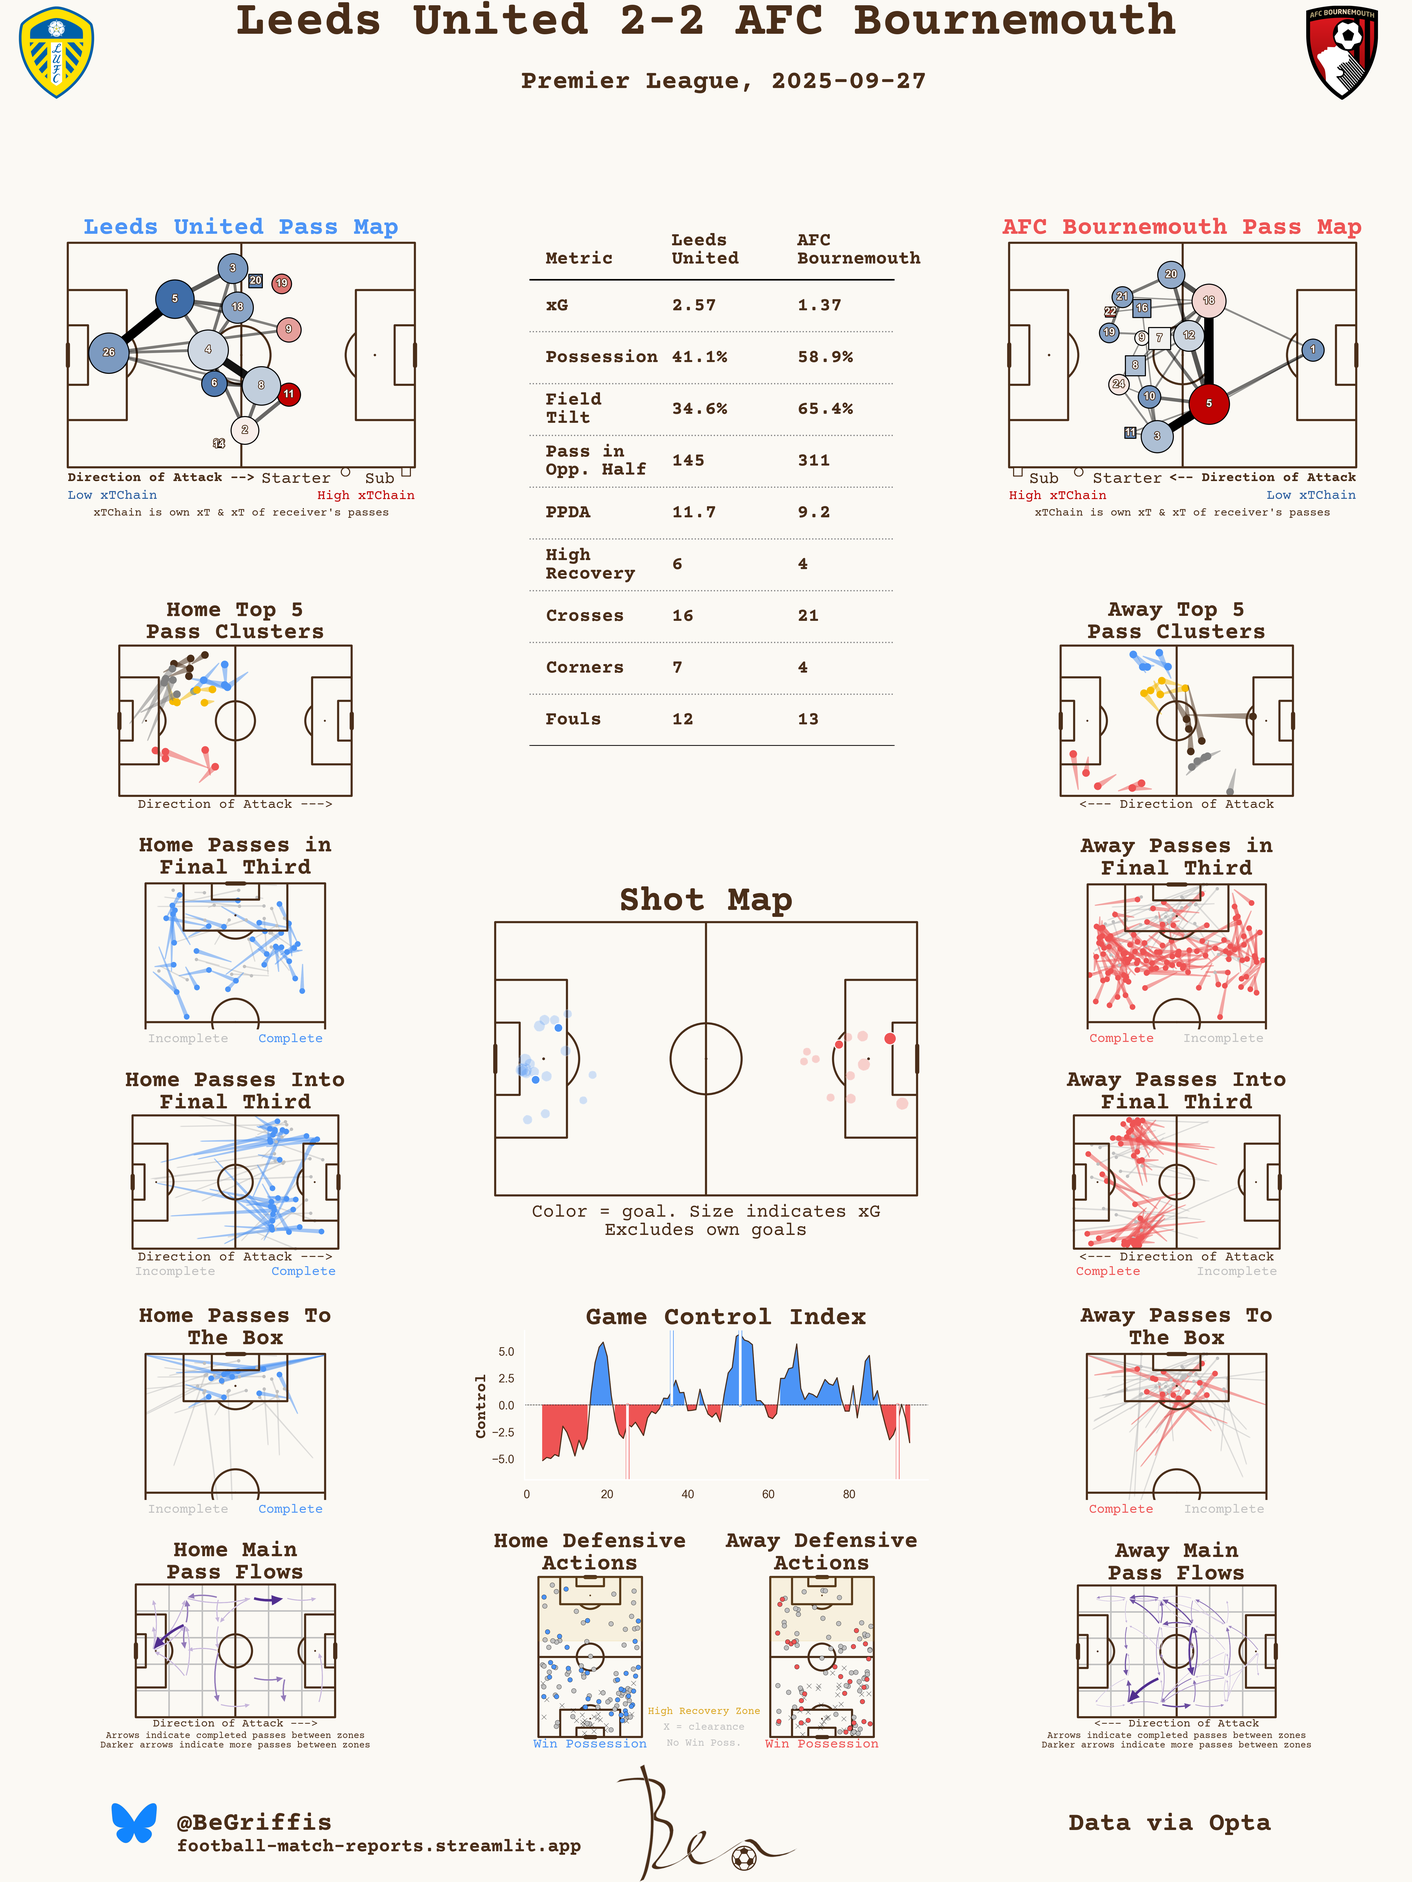 Leeds United 2-2 AFC Bournemouth
Premier League, 2025-09-27
LUFC
AFC BOURNEMOUTH
Leeds United Pass Map
3
20
19
5
18
9
26
4
6
8
11
2
Direction of Attack --> Starter Sub
Low xTChain High xTChain
xTChain is own xT & xT of receiver's passes
Metric Leeds United AFC Bournemouth
xG 2.57 1.37
Possession 41.1% 58.9%
Field Tilt 34.6% 65.4%
Pass in Opp. Half 145 311
PPDA 11.7 9.2
High Recovery 6 4
Crosses 16 21
Corners 7 4
Fouls 12 13
AFC Bournemouth Pass Map
20
21
18
22
16
19
9
7
12
1
8
24
10
5
11
3
Sub Starter <-- Direction of Attack
High xTChain Low xTChain
xTChain is own xT & xT of receiver's passes
Home Top 5
Pass Clusters
Direction of Attack --->
Away Top 5
Pass Clusters
<--- Direction of Attack
Home Passes in
Final Third
Incomplete Complete
Away Passes in
Final Third
Complete Incomplete
Shot Map
Color = goal. Size indicates xG
Excludes own goals
Home Passes Into
Final Third
Direction of Attack --->
Incomplete Complete
Away Passes Into
Final Third
<--- Direction of Attack
Complete Incomplete
Home Passes To
The Box
Incomplete Complete
Game Control Index
Control
5.0
2.5
0.0
−2.5
−5.0
0 20 40 60 80
Away Passes To
The Box
Complete Incomplete
Home Main
Pass Flows
Direction of Attack --->
Arrows indicate completed passes between zones
Darker arrows indicate more passes between zones
Home Defensive
Actions
Win Possession
High Recovery Zone
X = clearance
No Win Poss.
Away Defensive
Actions
Win Possession
Away Main
Pass Flows
<--- Direction of Attack
Arrows indicate completed passes between zones
Darker arrows indicate more passes between zones
@BeGriffis
football-match-reports.streamlit.app
Ben
Data via Opta